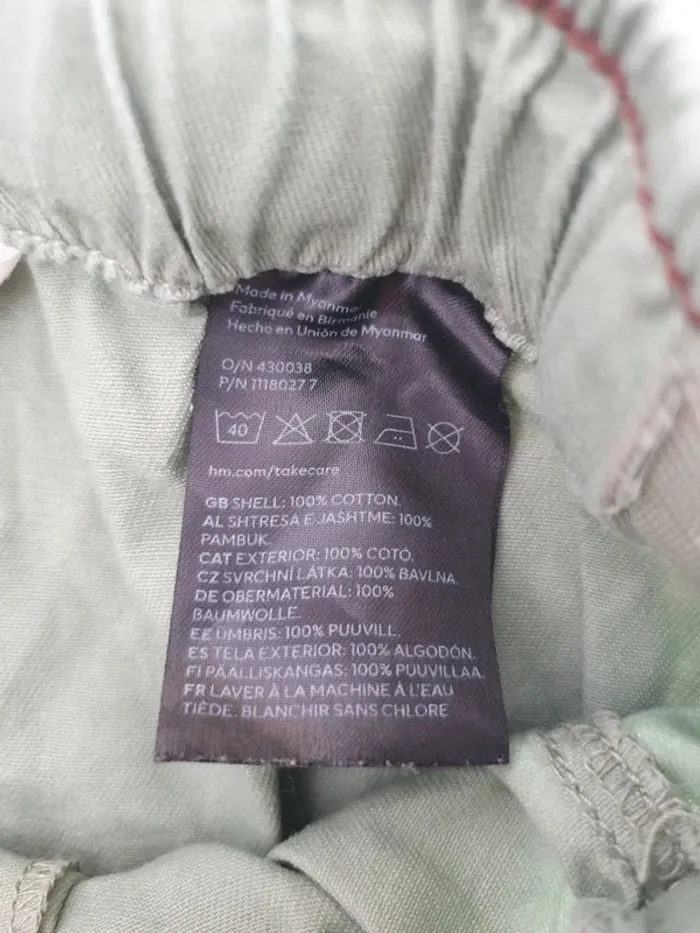 Made in Myanmar
Fabriqué en Birmanie
Hecho en Unión de Myanmar
O/N 430038
P/N 1118027 7
40
hm.com/takecare
GB SHELL: 100% COTTON.
AL SHTRESA E JASHTME: 100%
PAMBUK.
CAT EXTERIOR: 100% COTÓ.
CZ SVRCHNÍ LÁTKA: 100% BAVLNA.
DE OBERMATERIAL: 100%
BAUMWOLLE.
EE ÜMBRIS: 100% PUUVILL.
ES TELA EXTERIOR: 100% ALGODÓN.
FI PÄÄLLISKANGAS: 100% PUUVILLAA.
FR LAVER À LA MACHINE À L'EAU
TIÈDE. BLANCHIR SANS CHLORE